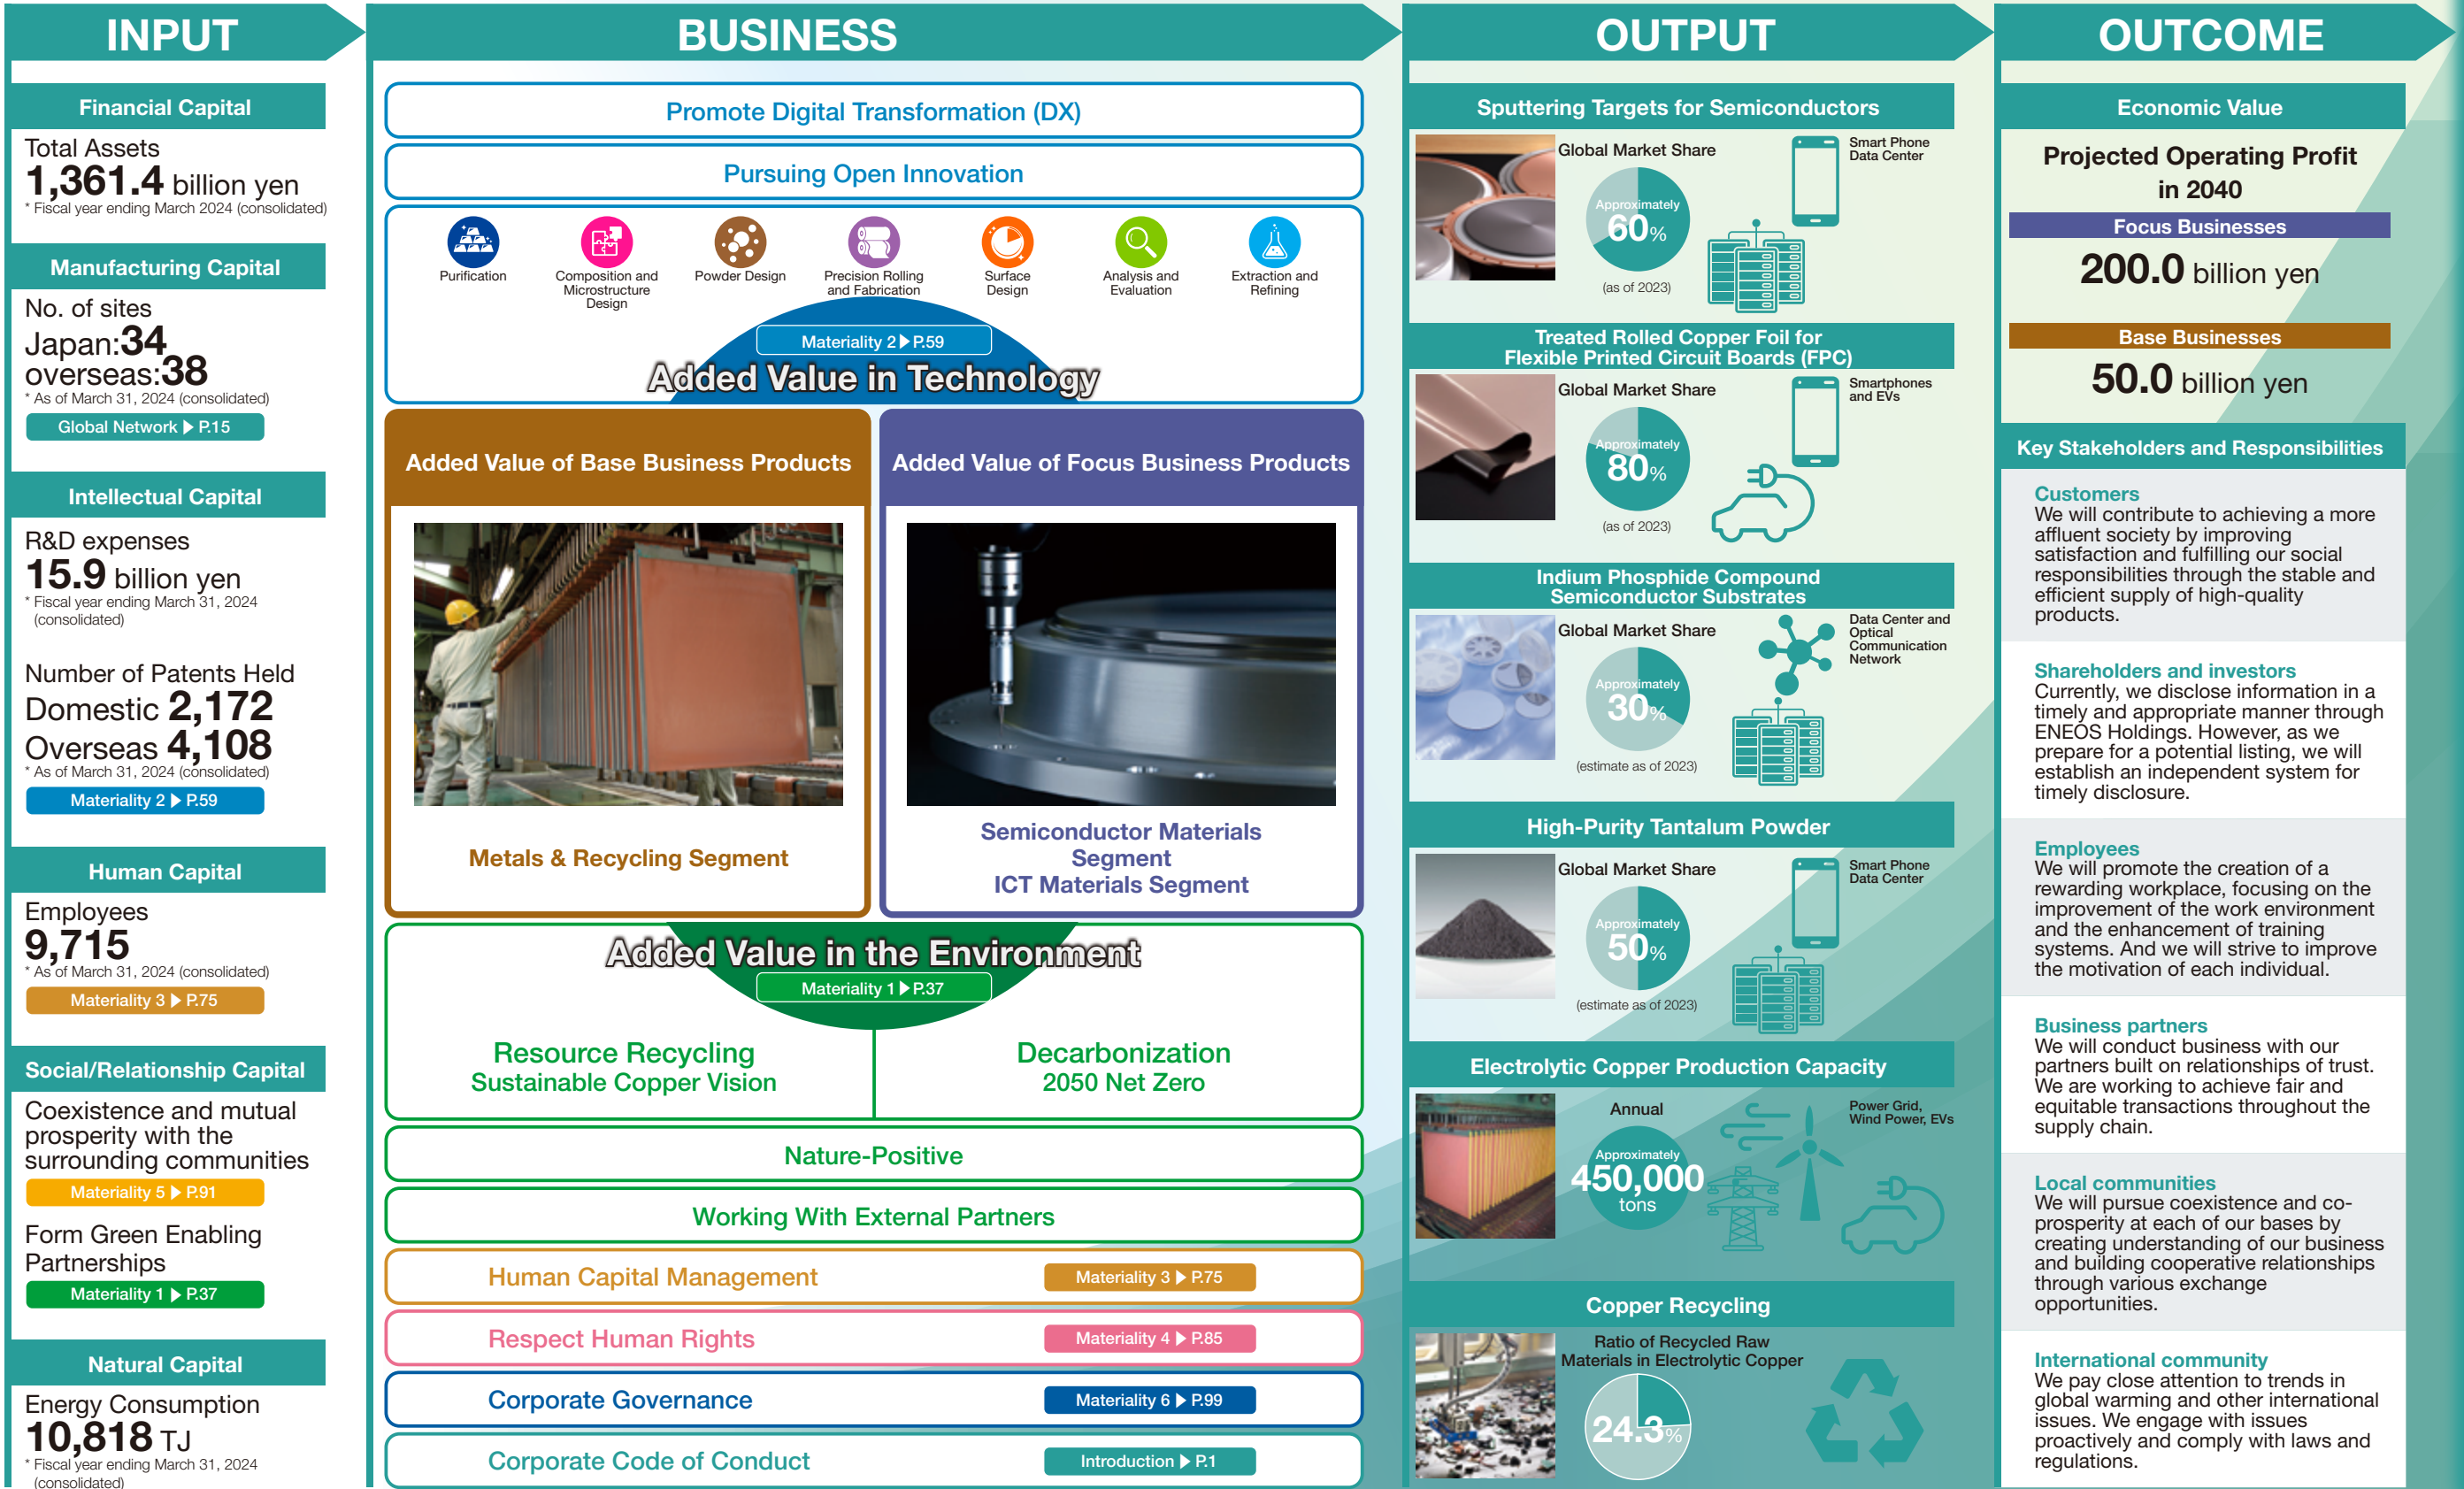 INPUT
Financial Capital
Total Assets
1,361.4 billion yen
* Fiscal year ending March 2024 (consolidated)
Manufacturing Capital
No. of sites
Japan:34
overseas:38
* As of March 31, 2024 (consolidated)
Global Network ▶ P.15
Intellectual Capital
R&D expenses
15.9 billion yen
* Fiscal year ending March 31, 2024
(consolidated)
Number of Patents Held
Domestic 2,172
Overseas 4,108
* As of March 31, 2024 (consolidated)
Materiality 2 ▶ P.59
Human Capital
Employees
9,715
* As of March 31, 2024 (consolidated)
Materiality 3 ▶ P.75
Social/Relationship Capital
Coexistence and mutual
prosperity with the
surrounding communities
Materiality 5 ▶ P.91
Form Green Enabling
Partnerships
Materiality 1 ▶ P.37
Natural Capital
Energy Consumption
10,818 TJ
* Fiscal year ending March 31, 2024
(consolidated)
BUSINESS
Promote Digital Transformation (DX)
Pursuing Open Innovation
Purification
Composition and
Microstructure
Design
Powder Design
Precision Rolling
and Fabrication
Surface
Design
Analysis and
Evaluation
Extraction and
Refining
Materiality 2 ▶ P.59
Added Value in Technology
Added Value of Base Business Products
Metals & Recycling Segment
Added Value of Focus Business Products
Semiconductor Materials
Segment
ICT Materials Segment
Added Value in the Environment
Materiality 1 ▶ P.37
Resource Recycling
Sustainable Copper Vision
Decarbonization
2050 Net Zero
Nature-Positive
Working With External Partners
Human Capital Management
Materiality 3 ▶ P.75
Respect Human Rights
Materiality 4 ▶ P.85
Corporate Governance
Materiality 6 ▶ P.99
Corporate Code of Conduct
Introduction ▶ P.1
OUTPUT
Sputtering Targets for Semiconductors
Global Market Share
Approximately
60%
(as of 2023)
Smart Phone
Data Center
Treated Rolled Copper Foil for
Flexible Printed Circuit Boards (FPC)
Global Market Share
Approximately
80%
(as of 2023)
Smartphones
and EVs
Indium Phosphide Compound
Semiconductor Substrates
Global Market Share
Approximately
30%
(estimate as of 2023)
Data Center and
Optical
Communication
Network
High-Purity Tantalum Powder
Global Market Share
Approximately
50%
(estimate as of 2023)
Smart Phone
Data Center
Electrolytic Copper Production Capacity
Annual
Approximately
450,000
tons
Power Grid,
Wind Power, EVs
Copper Recycling
Ratio of Recycled Raw
Materials in Electrolytic Copper
24.3%
OUTCOME
Economic Value
Projected Operating Profit
in 2040
Focus Businesses
200.0 billion yen
Base Businesses
50.0 billion yen
Key Stakeholders and Responsibilities
Customers
We will contribute to achieving a more
affluent society by improving
satisfaction and fulfilling our social
responsibilities through the stable and
efficient supply of high-quality
products.
Shareholders and investors
Currently, we disclose information in a
timely and appropriate manner through
ENEOS Holdings. However, as we
prepare for a potential listing, we will
establish an independent system for
timely disclosure.
Employees
We will promote the creation of a
rewarding workplace, focusing on the
improvement of the work environment
and the enhancement of training
systems. And we will strive to improve
the motivation of each individual.
Business partners
We will conduct business with our
partners built on relationships of trust.
We are working to achieve fair and
equitable transactions throughout the
supply chain.
Local communities
We will pursue coexistence and co-
prosperity at each of our bases by
creating understanding of our business
and building cooperative relationships
through various exchange
opportunities.
International community
We pay close attention to trends in
global warming and other international
issues. We engage with issues
proactively and comply with laws and
regulations.